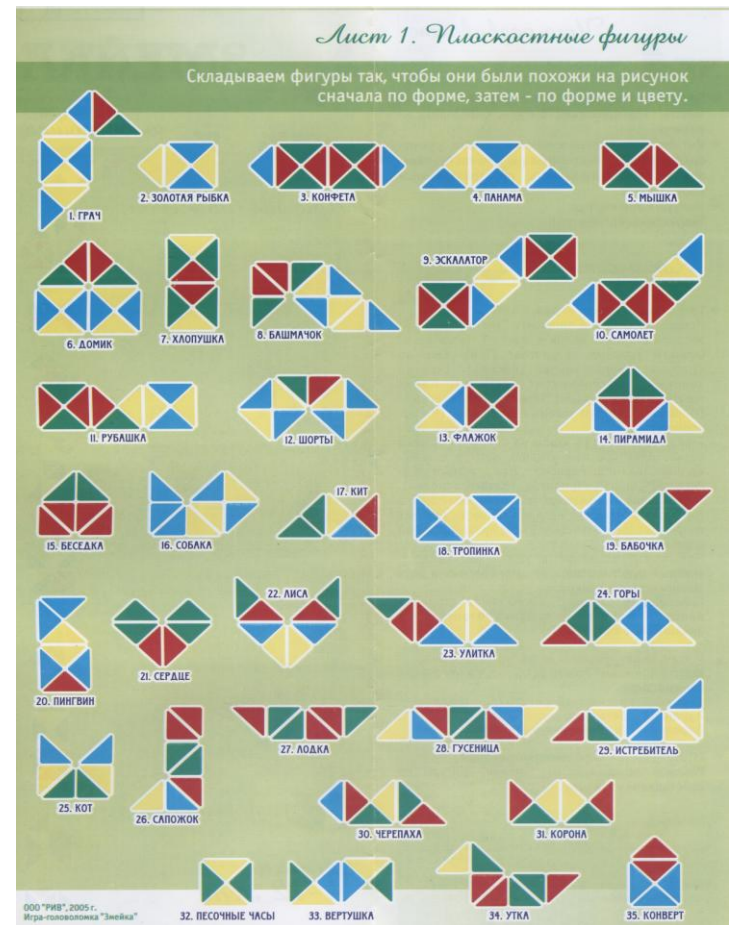 Лист 1. Плоскостные фигуры
Складываем фигуры так, чтобы они были похожи на рисунок
сначала по форме, затем - по форме и цвету.
1. ГРАЧ
2. ЗОЛОТАЯ РЫБКА
3. КОНФЕТА
4. ПАНАМА
5. МЫШКА
6. ДОМИК
7. ХЛОПУШКА
8. БАШМАЧОК
9. ЭСКАЛАТОР
10. САМОЛЕТ
11. РУБАШКА
12. ШОРТЫ
13. ФЛАЖОК
14. ПИРАМИДА
15. БЕСЕДКА
16. СОБАКА
17. КИТ
18. ТРОПИНКА
19. БАБОЧКА
20. ПИНГВИН
21. СЕРДЦЕ
22. ЛИСА
23. УЛИТКА
24. ГОРЫ
25. КОТ
26. САПОЖОК
27. ЛОДКА
28. ГУСЕНИЦА
29. ИСТРЕБИТЕЛЬ
30. ЧЕРЕПАХА
31. КОРОНА
32. ПЕСОЧНЫЕ ЧАСЫ
33. ВЕРТУШКА
34. УТКА
35. КОНВЕРТ
ООО "РИВ", 2005 г.
Игра-головоломка "Змейка"